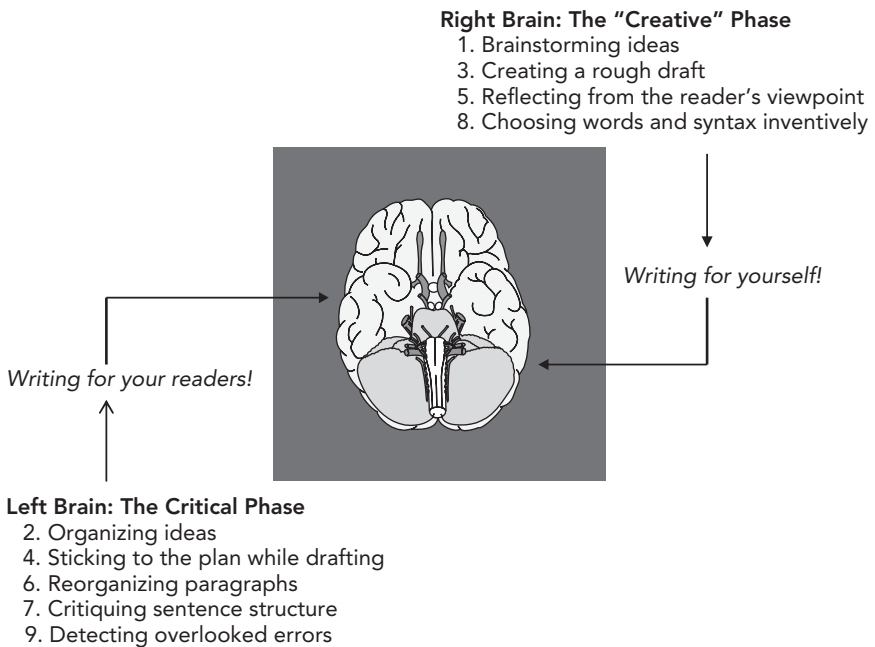 Right Brain: The “Creative” Phase
1. Brainstorming ideas
3. Creating a rough draft
5. Reflecting from the reader’s viewpoint
8. Choosing words and syntax inventively
Writing for yourself!
Writing for your readers!
Left Brain: The Critical Phase
2. Organizing ideas
4. Sticking to the plan while drafting
6. Reorganizing paragraphs
7. Critiquing sentence structure
9. Detecting overlooked errors